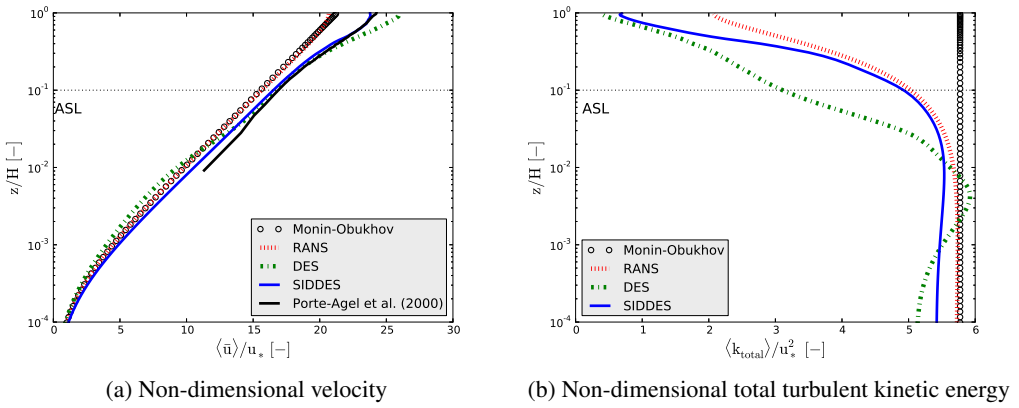 10^0
10^-1
10^-2
10^-3
10^-4
z/H [−]
ASL
Monin-Obukhov
RANS
DES
SIDDES
Porte-Agel et al. (2000)
0 5 10 15 20 25 30
⟨ū⟩/u_* [−]
(a) Non-dimensional velocity
10^0
10^-1
10^-2
10^-3
10^-4
z/H [−]
ASL
Monin-Obukhov
RANS
DES
SIDDES
0 1 2 3 4 5 6
⟨k_total⟩/u_*^2 [−]
(b) Non-dimensional total turbulent kinetic energy